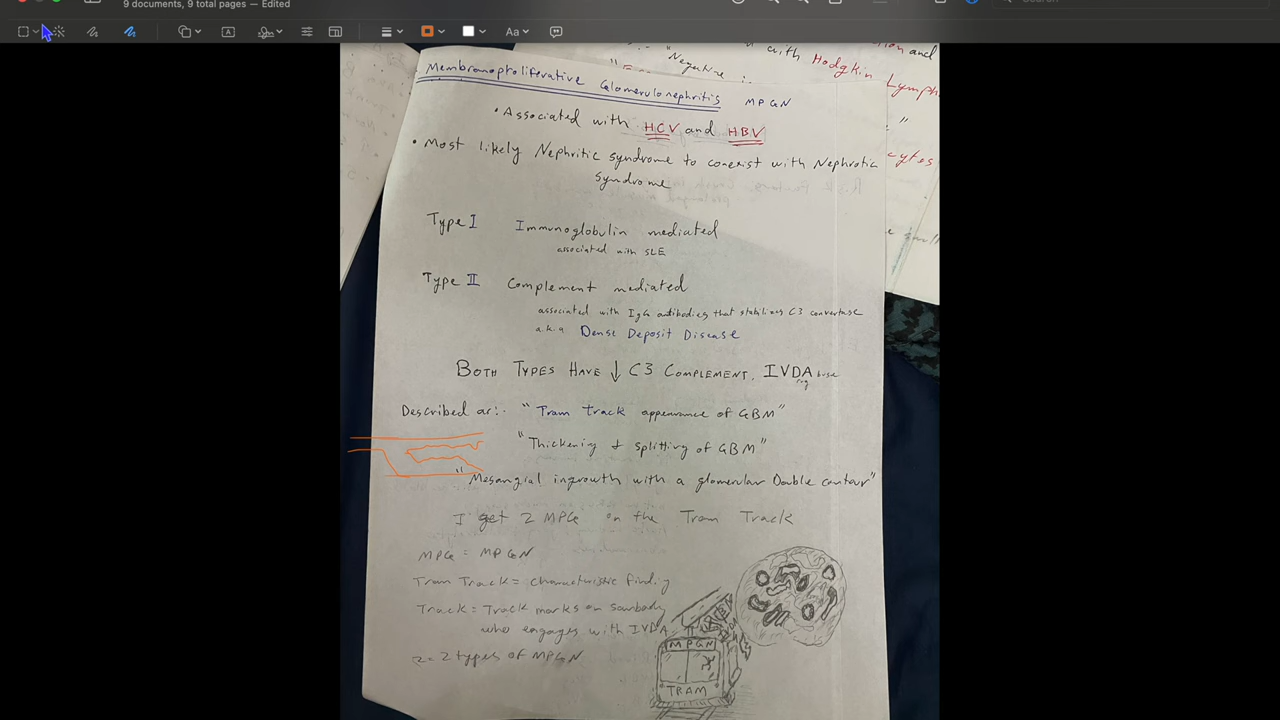 9 documents, 9 total pages — Edited
Search
Aa
"Negative :
with Hodgkin Lymph
Membranoproliferative Glomerulonephritis MPGN
• Associated with HCV and HBV
• Most likely Nephritic syndrome to coexist with Nephrotic
Syndrome
Type I Immunoglobulin mediated
associated with SLE
Type II Complement mediated
associated with IgG antibodies that stabilizes C3 convertase
a.k.a Dense Deposit Disease
BOTH TYPES HAVE ↓ C3 COMPLEMENT. IVDA
Described as:- "Tram track appearance of GBM"
"Thickening + splitting of GBM"
"Mesangial ingrowth with a glomerular Double contour"
I get 2 MPG on the Tram Track
MPG = MPGN
Tram Track = characteristic finding
Track = Track marks on somebody
who engages with IVDA
2 = 2 types of MPGN
MPGN
TRAM